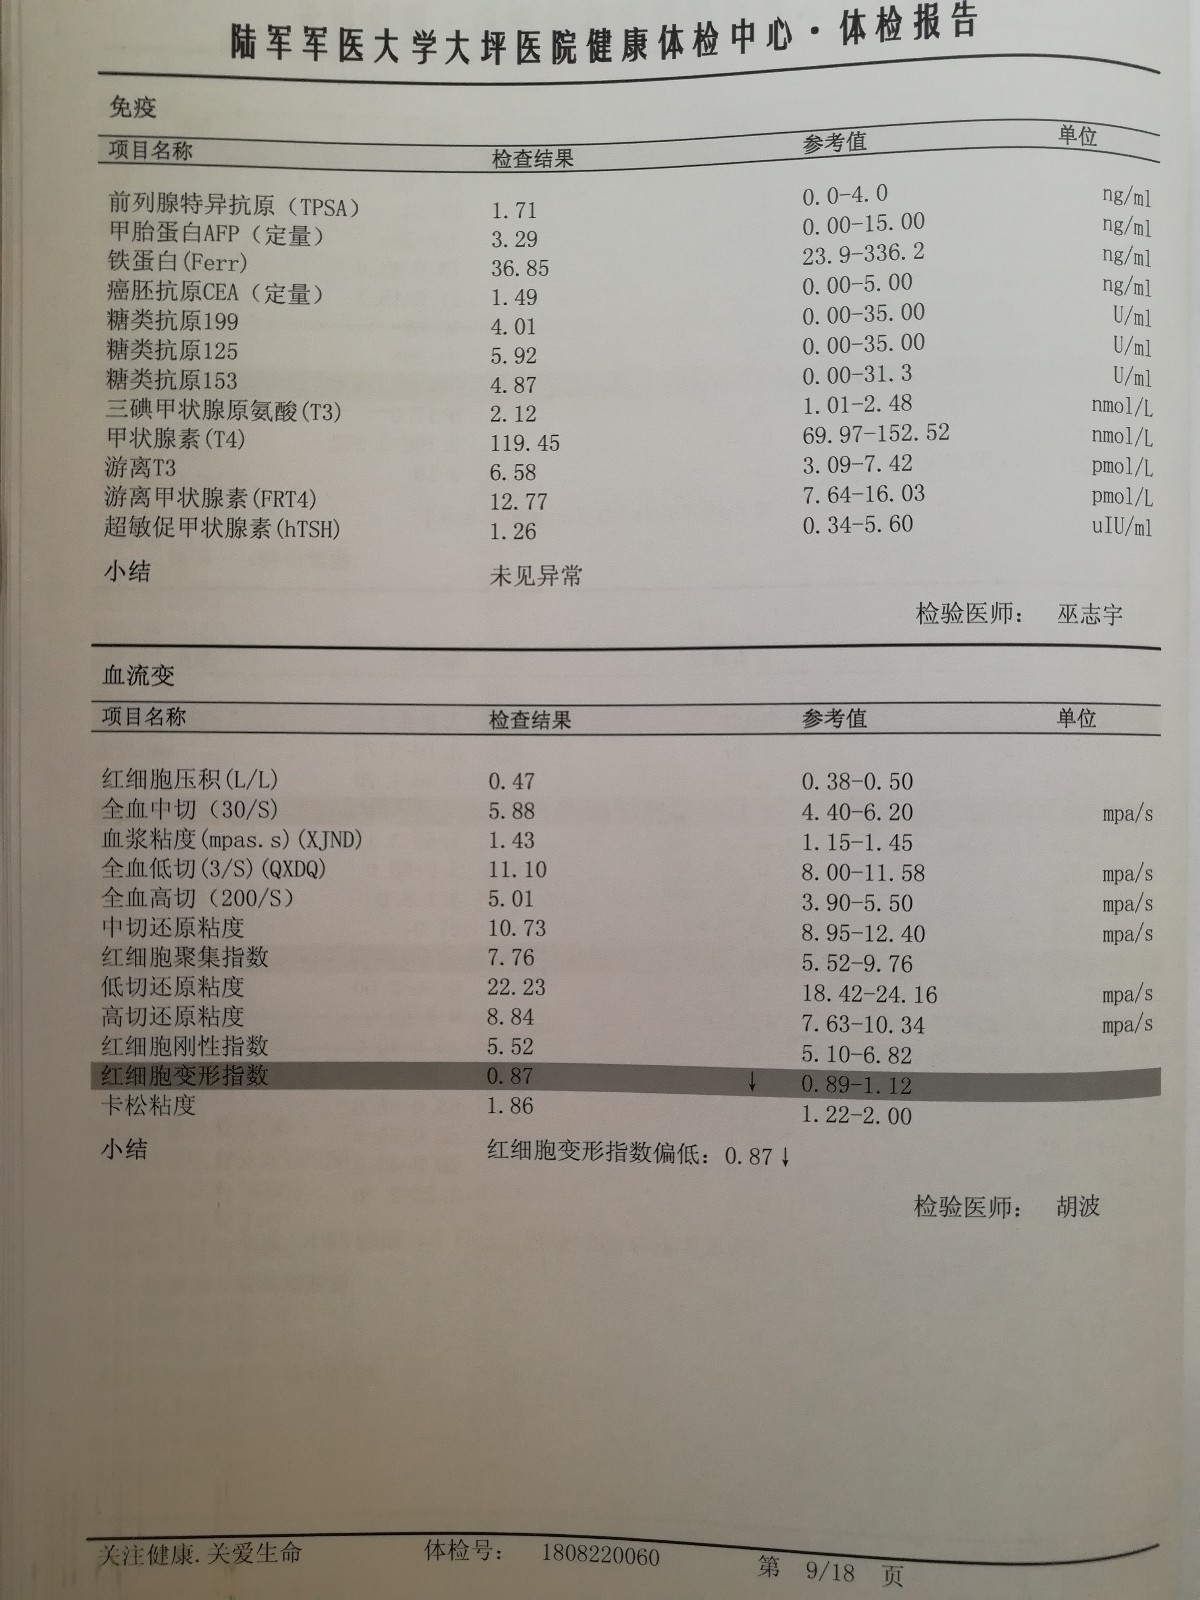 陆军军医大学大坪医院健康体检中心·体检报告
免疫
项目名称 检查结果 参考值 单位
前列腺特异抗原（TPSA） 1.71 0.0-4.0 ng/ml
甲胎蛋白AFP（定量） 3.29 0.00-15.00 ng/ml
铁蛋白(Ferr) 36.85 23.9-336.2 ng/ml
癌胚抗原CEA（定量） 1.49 0.00-5.00 ng/ml
糖类抗原199 4.01 0.00-35.00 U/ml
糖类抗原125 5.92 0.00-35.00 U/ml
糖类抗原153 4.87 0.00-31.3 U/ml
三碘甲状腺原氨酸(T3) 2.12 1.01-2.48 nmol/L
甲状腺素(T4) 119.45 69.97-152.52 nmol/L
游离T3 6.58 3.09-7.42 pmol/L
游离甲状腺素(FRT4) 12.77 7.64-16.03 pmol/L
超敏促甲状腺素(hTSH) 1.26 0.34-5.60 uIU/ml
小结 未见异常
检验医师： 巫志宇
血流变
项目名称 检查结果 参考值 单位
红细胞压积(L/L) 0.47 0.38-0.50
全血中切（30/S) 5.88 4.40-6.20 mpa/s
血浆粘度(mpas.s)(XJND) 1.43 1.15-1.45
全血低切(3/S)(QXDQ) 11.10 8.00-11.58 mpa/s
全血高切（200/S） 5.01 3.90-5.50 mpa/s
中切还原粘度 10.73 8.95-12.40 mpa/s
红细胞聚集指数 7.76 5.52-9.76
低切还原粘度 22.23 18.42-24.16 mpa/s
高切还原粘度 8.84 7.63-10.34 mpa/s
红细胞刚性指数 5.52 5.10-6.82
红细胞变形指数 0.87 ↓ 0.89-1.12
卡松粘度 1.86 1.22-2.00
小结 红细胞变形指数偏低：0.87↓
检验医师： 胡波
关注健康.关爱生命 体检号： 1808220060 第 9/18 页